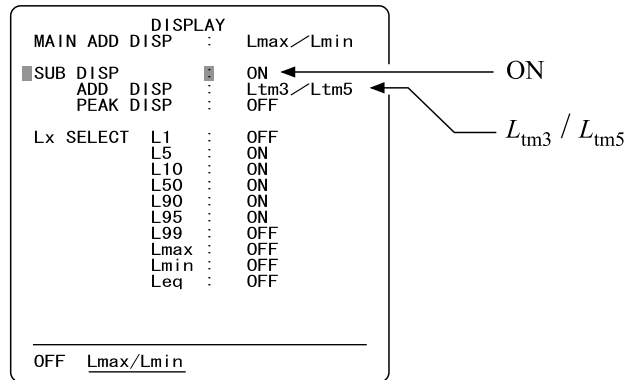 DISPLAY
MAIN ADD DISP : Lmax/Lmin
SUB DISP : ON
ADD DISP : Ltm3/Ltm5
PEAK DISP : OFF
Lx SELECT L1 : OFF
L5 : ON
L10 : ON
L50 : ON
L90 : ON
L95 : ON
L99 : OFF
Lmax : OFF
Lmin : OFF
Leq : OFF
OFF Lmax/Lmin
ON
Ltm3 / Ltm5